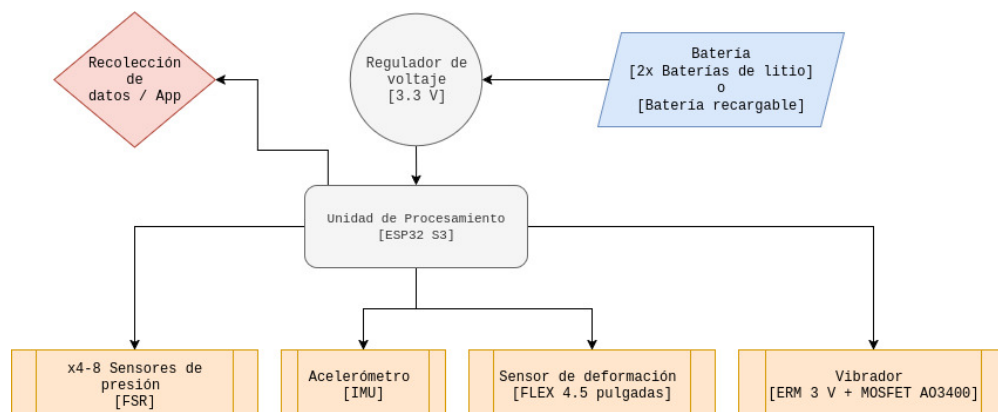 Recolección
de
datos / App
Regulador de
voltaje
[3.3 V]
Batería
[2x Baterías de litio]
o
[Batería recargable]
Unidad de Procesamiento
[ESP32 S3]
x4-8 Sensores de
presión
[FSR]
Acelerómetro
[IMU]
Sensor de deformación
[FLEX 4.5 pulgadas]
Vibrador
[ERM 3 V + MOSFET AO3400]